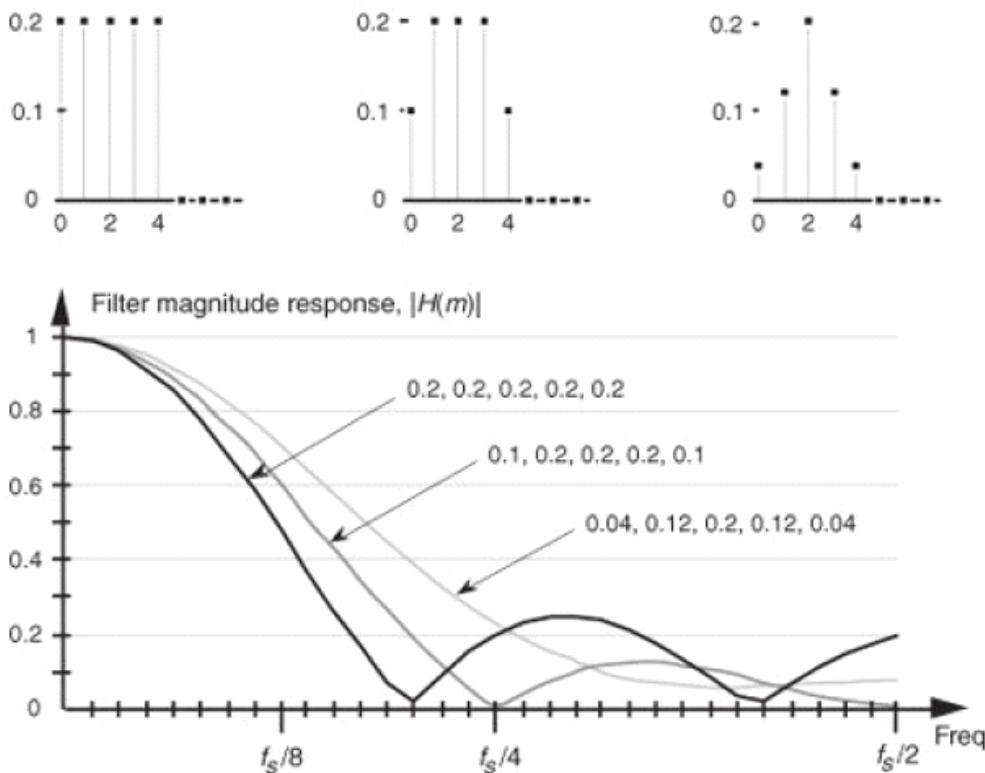 0.2
0.1
0
0 2 4
0.2
0.1
0
0 2 4
0.2
0.1
0
0 2 4
Filter magnitude response, |H(m)|
1
0.8
0.6
0.4
0.2
0
0.2, 0.2, 0.2, 0.2, 0.2
0.1, 0.2, 0.2, 0.2, 0.1
0.04, 0.12, 0.2, 0.12, 0.04
fs/8
fs/4
fs/2
Freq